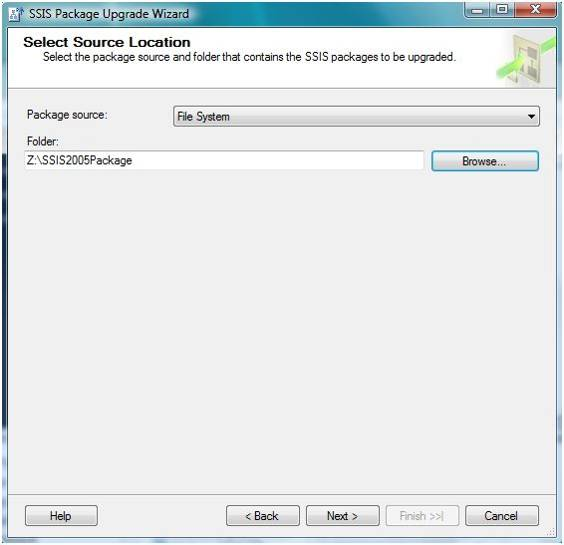 SSIS Package Upgrade Wizard
Select Source Location
Select the package source and folder that contains the SSIS packages to be upgraded.
Package source:
File System
Folder:
Z:\SSIS2005Package
Browse...
Help
< Back
Next >
Finish >>|
Cancel